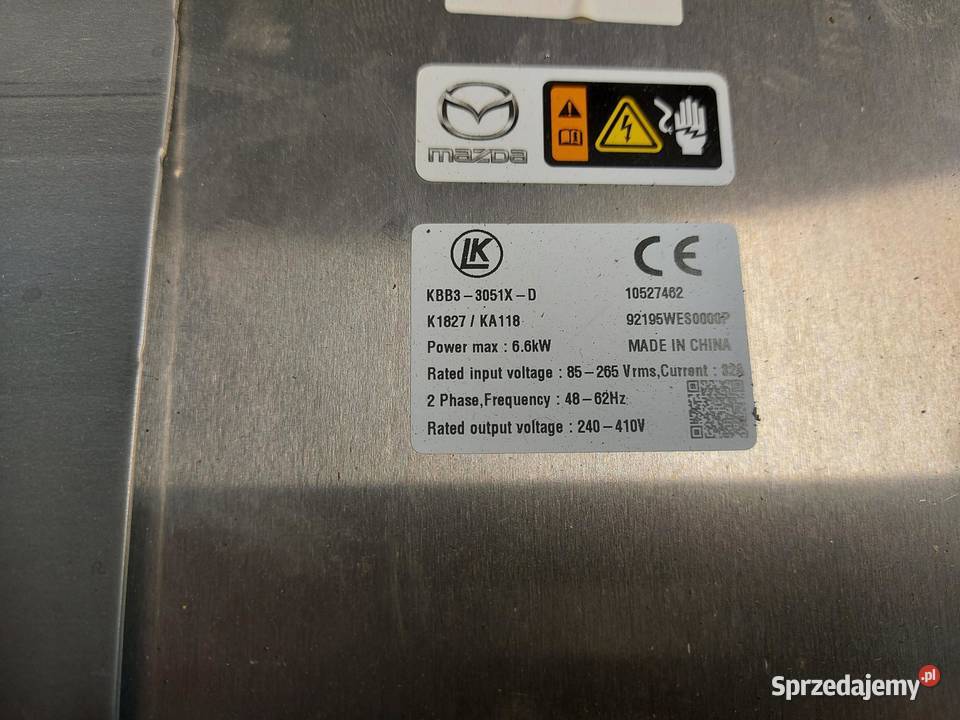 mazda
LK
CE
KBB3-3051X-D 10527462
K1827 / KA118 92195WES0000P
Power max : 6.6kW MADE IN CHINA
Rated input voltage : 85-265 Vrms,Current : 32A
2 Phase,Frequency : 48-62Hz
Rated output voltage : 240-410V
Sprzedajemy.pl